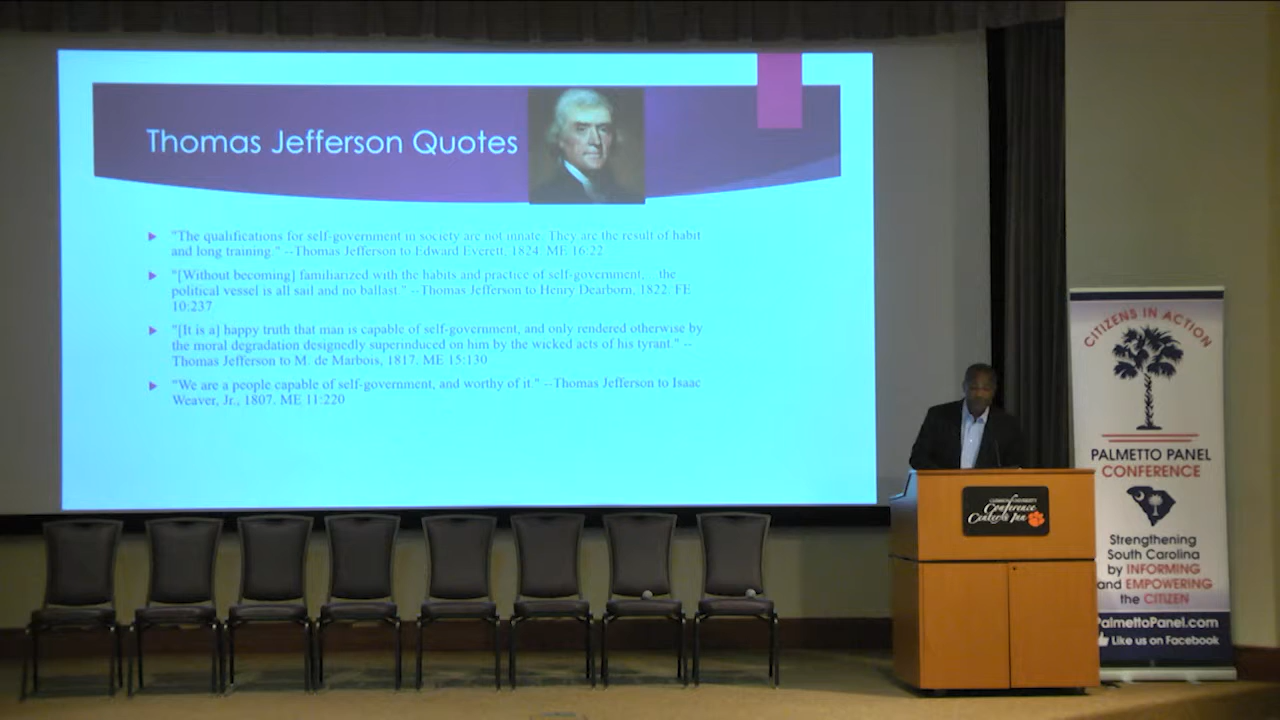 Thomas Jefferson Quotes
"The qualifications for self-government in society are not innate. They are the result of habit
and long training." --Thomas Jefferson to Edward Everett, 1824. ME 16:22
"[Without becoming] familiarized with the habits and practice of self-government, the
political vessel is all sail and no ballast." --Thomas Jefferson to Henry Dearborn, 1822. FE
10:237
"[It is a] happy truth that man is capable of self-government, and only rendered otherwise by
the moral degradation designedly superinduced on him by the wicked acts of his tyrant." --
Thomas Jefferson to M. de Marbois, 1817. ME 15:130
"We are a people capable of self-government, and worthy of it." --Thomas Jefferson to Isaac
Weaver, Jr., 1807. ME 11:220
Conference
Center & Inn
CITIZENS IN ACTION
PALMETTO PANEL
CONFERENCE
Strengthening
South Carolina
by INFORMING
and EMPOWERING
the CITIZEN
PalmettoPanel.com
Like us on Facebook